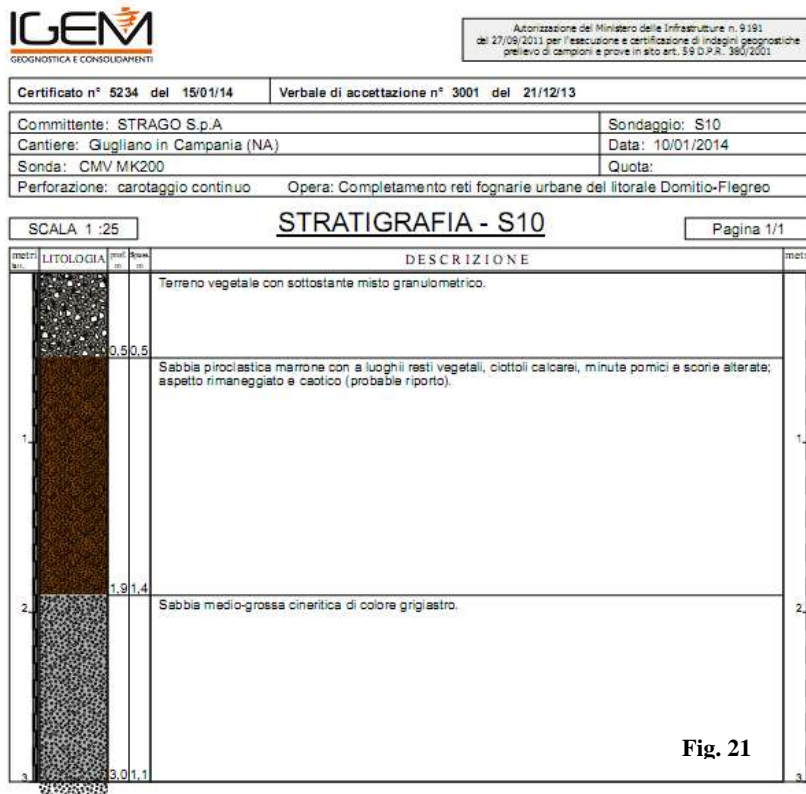 IGEM
GEOGNOSTICA E CONSOLIDAMENTI
Autorizzazione del Ministero delle Infrastrutture n. 9191
del 27/09/2011 per l'esecuzione e certificazione di indagini geognostiche
prelievo di campioni e prove in sito art. 59 D.P.R. 380/2001
Certificato n° 5234 del 15/01/14 Verbale di accettazione n° 3001 del 21/12/13
Committente: STRAGO S.p.A Sondaggio: S10
Cantiere: Giugliano in Campania (NA) Data: 10/01/2014
Sonda: CMV MK200 Quota:
Perforazione: carotaggio continuo Opera: Completamento reti fognarie urbane del litorale Domitio-Flegreo
SCALA 1 :25 STRATIGRAFIA - S10 Pagina 1/1
metri LITOLOGIA prof. m Spess. m DESCRIZIONE metri
Terreno vegetale con sottostante misto granulometrico.
0,5 0,5
Sabbia piroclastica marrone con a luoghii resti vegetali, ciottoli calcarei, minute pomici e scorie alterate;
aspetto rimaneggiato e caotico (probable riporto).
1 1
1,9 1,4
Sabbia medio-grossa cineritica di colore grigiastro.
2 2
Fig. 21
3 3,0 1,1 3